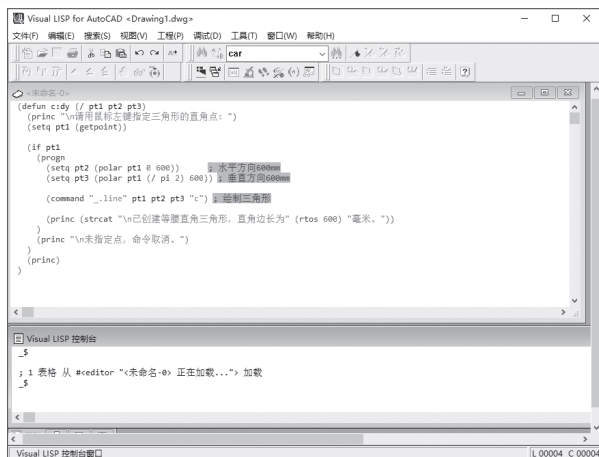 Visual LISP for AutoCAD <Drawing1.dwg>
文件(F) 编辑(E) 搜索(S) 视图(V) 工程(P) 调试(D) 工具(T) 窗口(W) 帮助(H)
car
<未命名-0>
(defun c:dy (/ pt1 pt2 pt3)
(princ "\n请用鼠标左键指定三角形的直角点: ")
(setq pt1 (getpoint))
(if pt1
(progn
(setq pt2 (polar pt1 0 600)) ; 水平方向600mm
(setq pt3 (polar pt1 (/ pi 2) 600)) ; 垂直方向600mm
(command "_.line" pt1 pt2 pt3 "c") ; 绘制三角形
(princ (strcat "\n已创建等腰直角三角形, 直角边长为" (rtos 600) "毫米。"))
)
(princ "\n未指定点, 命令取消。")
)
(princ)
)
Visual LISP 控制台
_$
; 1 表格 从 #<editor "<未命名-0> 正在加载..."> 加载
_$
Visual LISP 控制台窗口
L 00004 C 00004